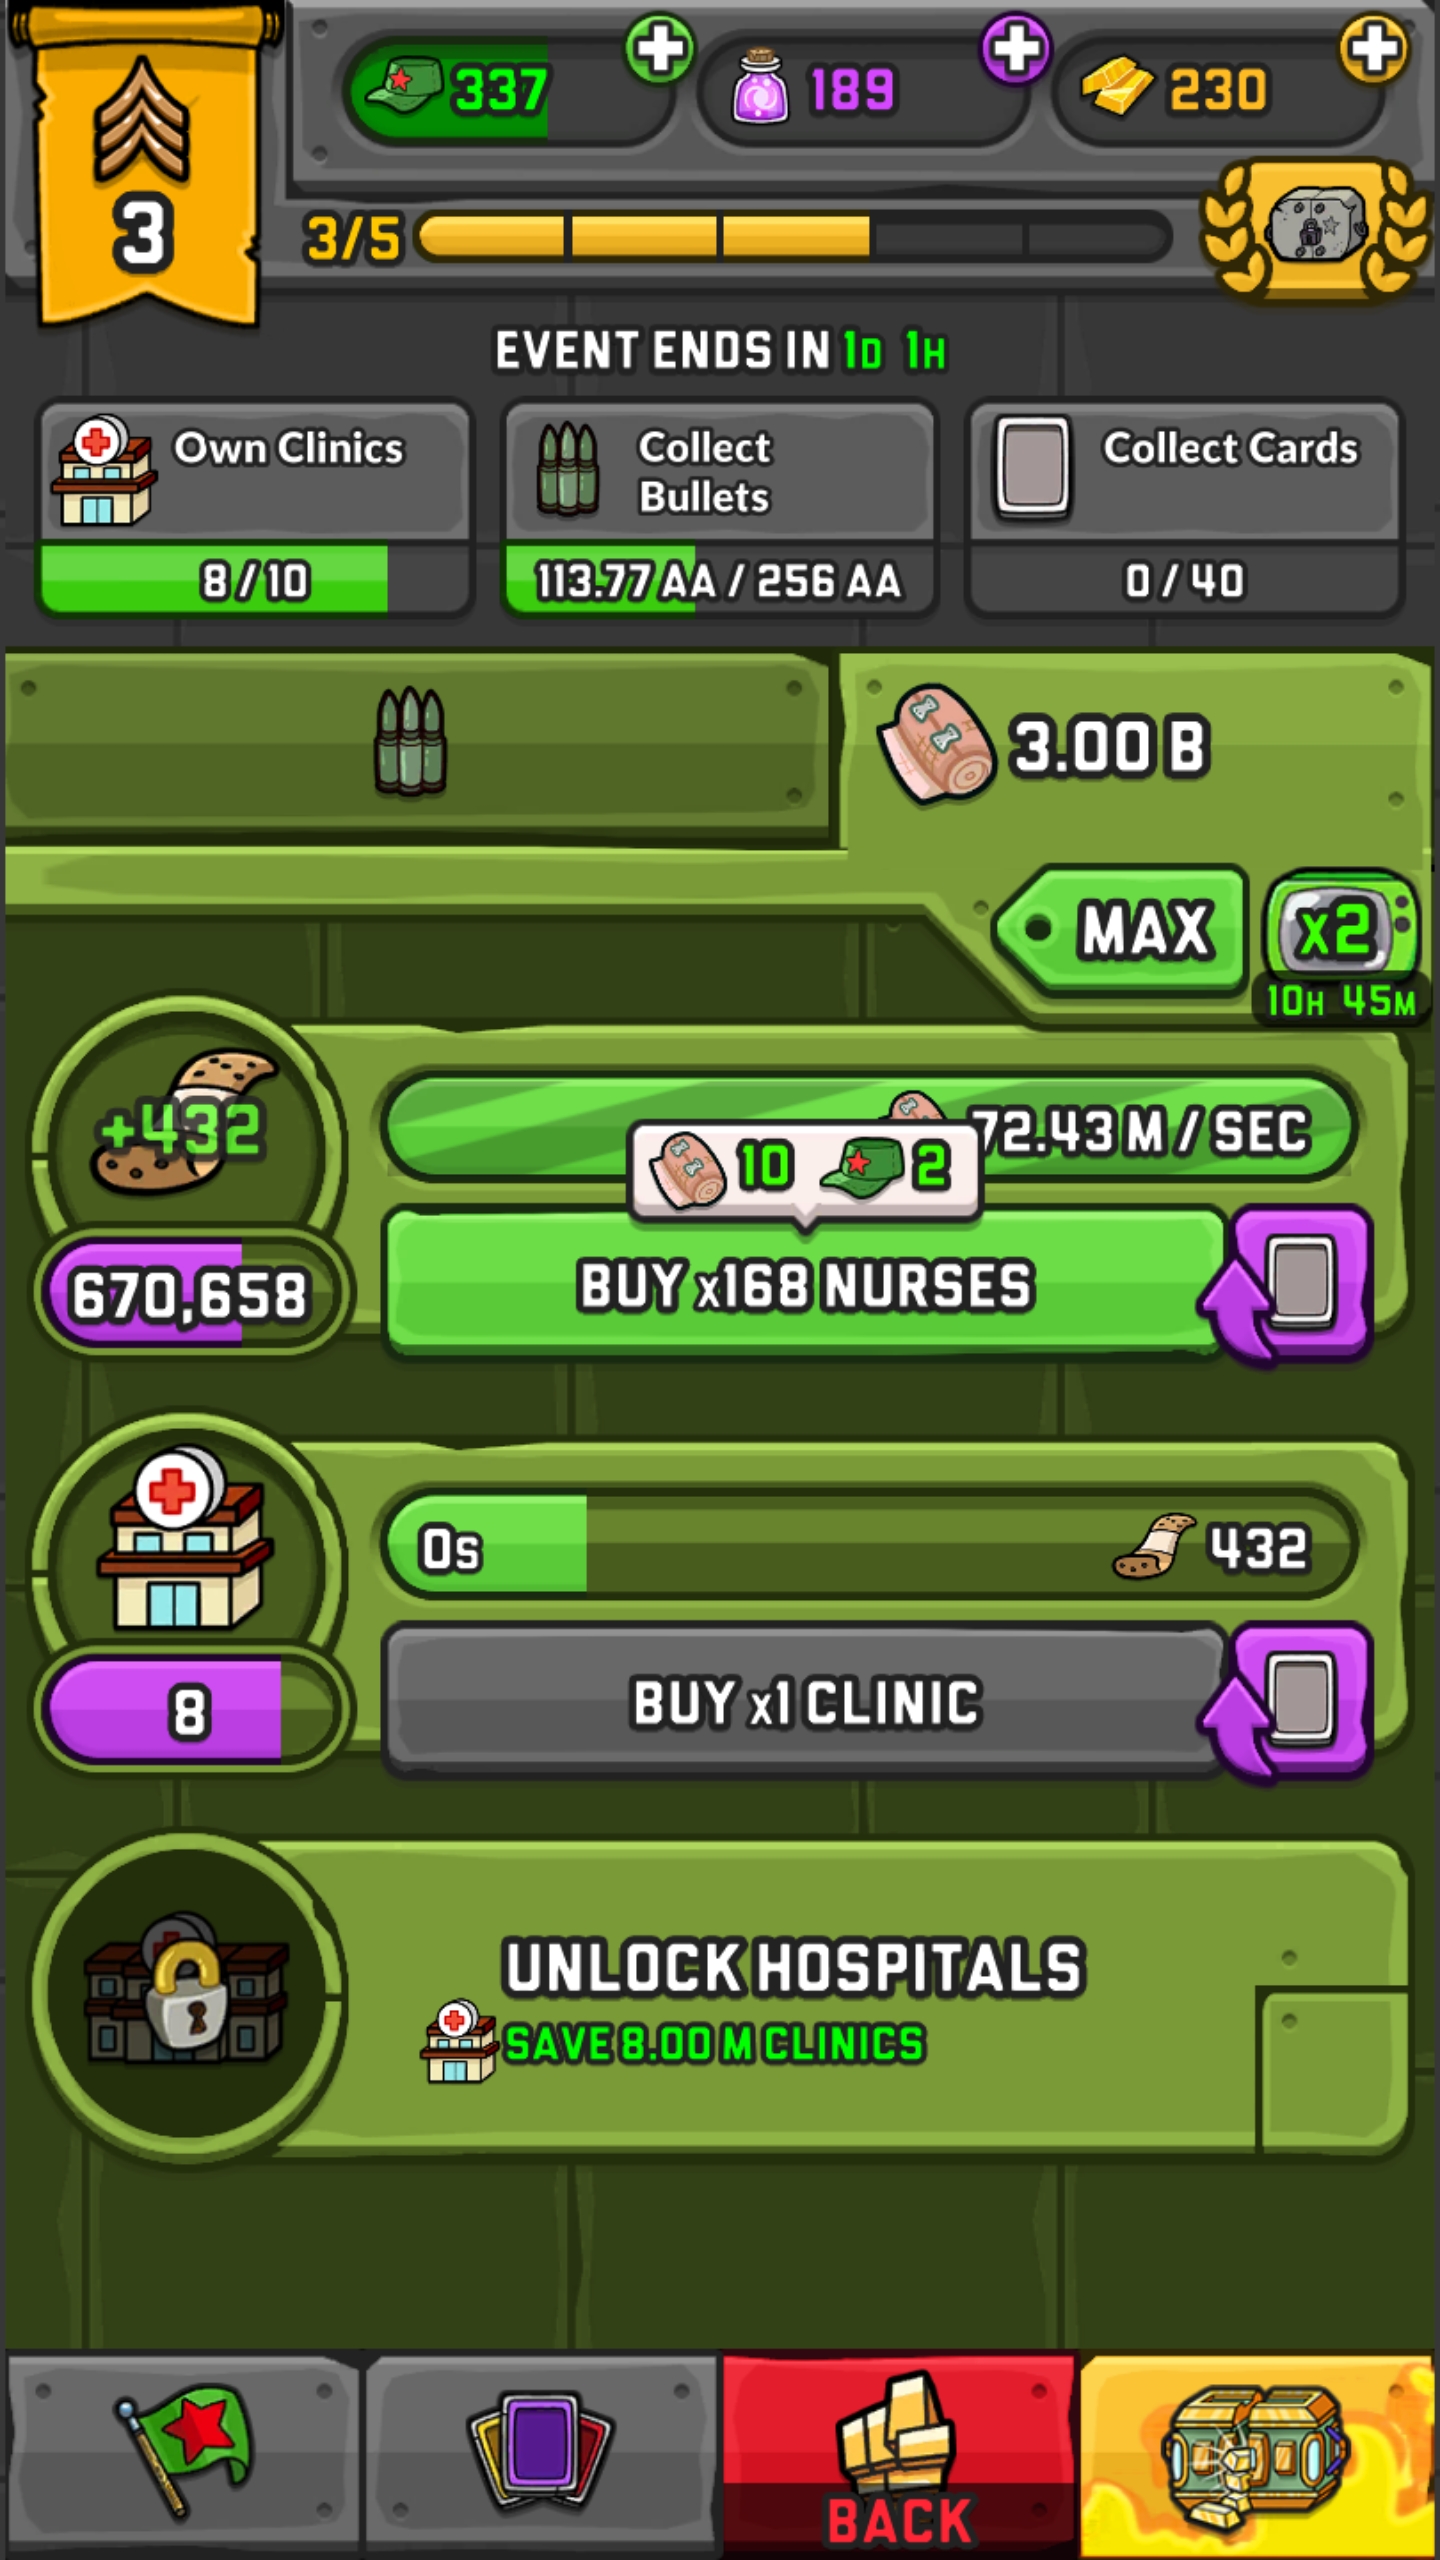 337
189
230
3
3/5
EVENT ENDS IN 1D 1H
Own Clinics
8 / 10
Collect
Bullets
113.77 AA / 256 AA
Collect Cards
0 / 40
3.00 B
MAX
x2
10H 45M
+432
72.43 M / SEC
10
2
670,658
BUY x168 NURSES
0s
432
8
BUY x1 CLINIC
UNLOCK HOSPITALS
SAVE 8.00 M CLINICS
BACK